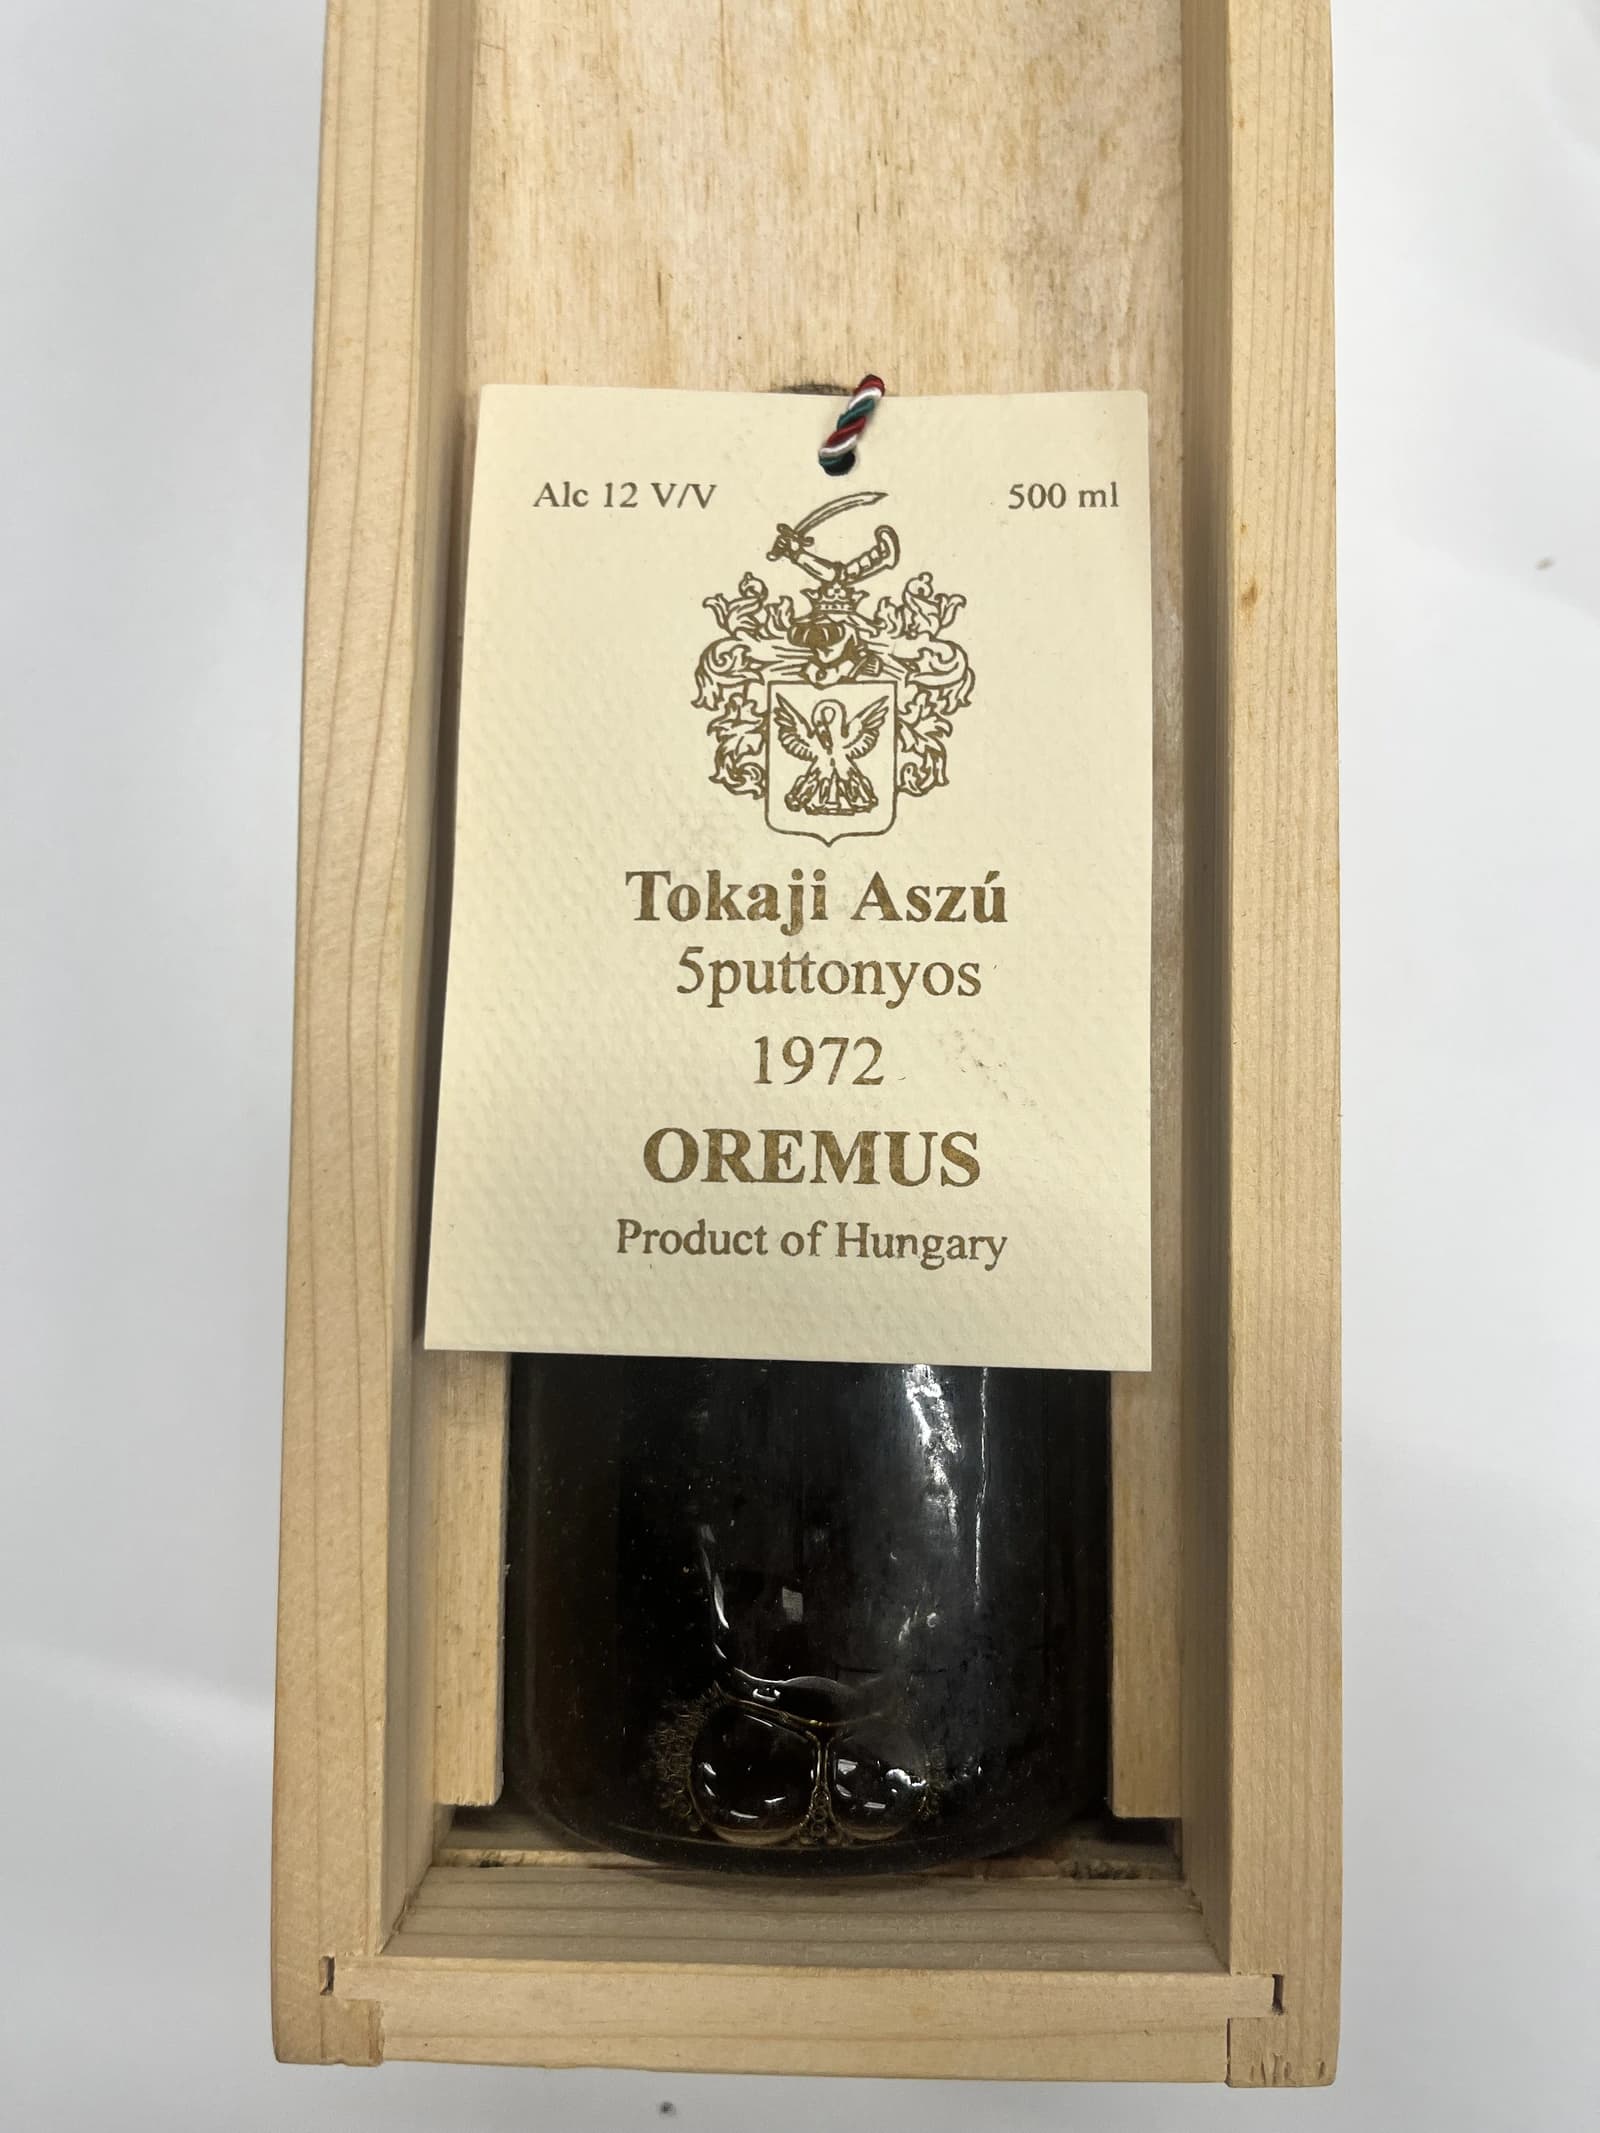 Alc 12 V/V 500 ml
Tokaji Aszú
5puttonyos
1972
OREMUS
Product of Hungary